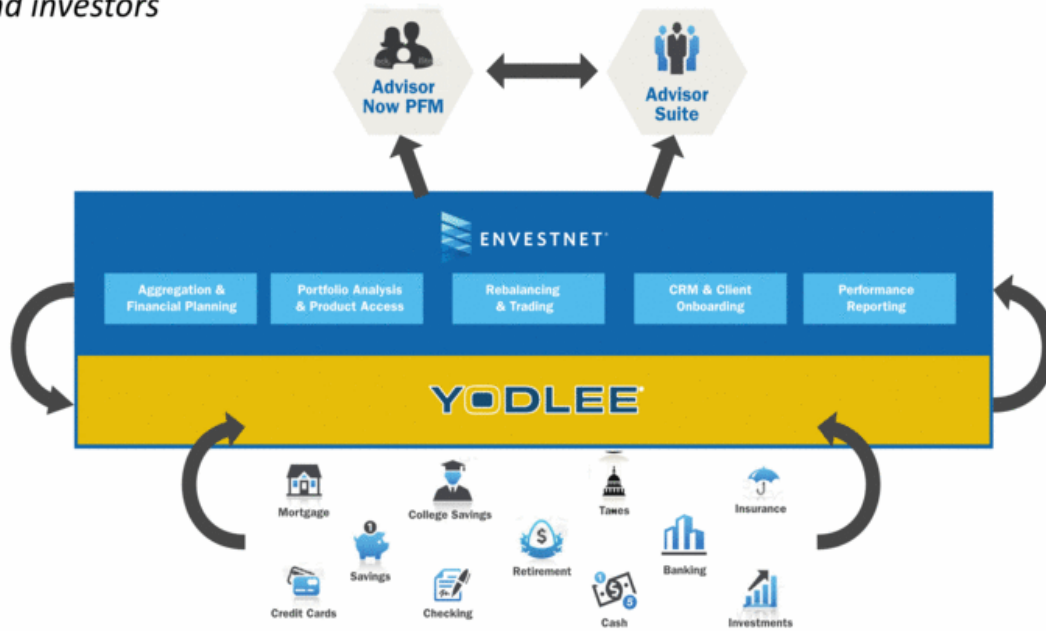 nd investors
Advisor
Now PFM
Advisor
Suite
ENVESTNET®
Aggregation &
Financial Planning
Portfolio Analysis
& Product Access
Rebalancing
& Trading
CRM & Client
Onboarding
Performance
Reporting
YODLEE®
Mortgage
College Savings
Taxes
Insurance
Savings
Retirement
Banking
Credit Cards
Checking
Cash
Investments